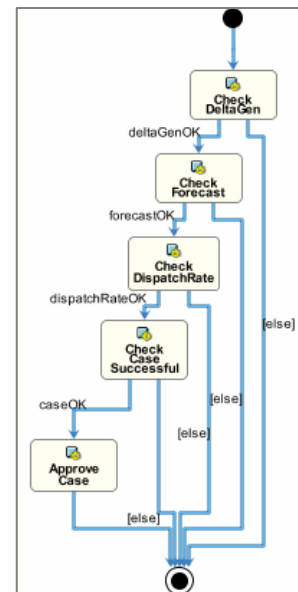 Check
DeltaGen
deltaGenOK
Check
Forecast
forecastOK
Check
DispatchRate
dispatchRateOK
[else]
Check
Case
Successful
[else]
caseOK
[else]
Approve
Case
[else]